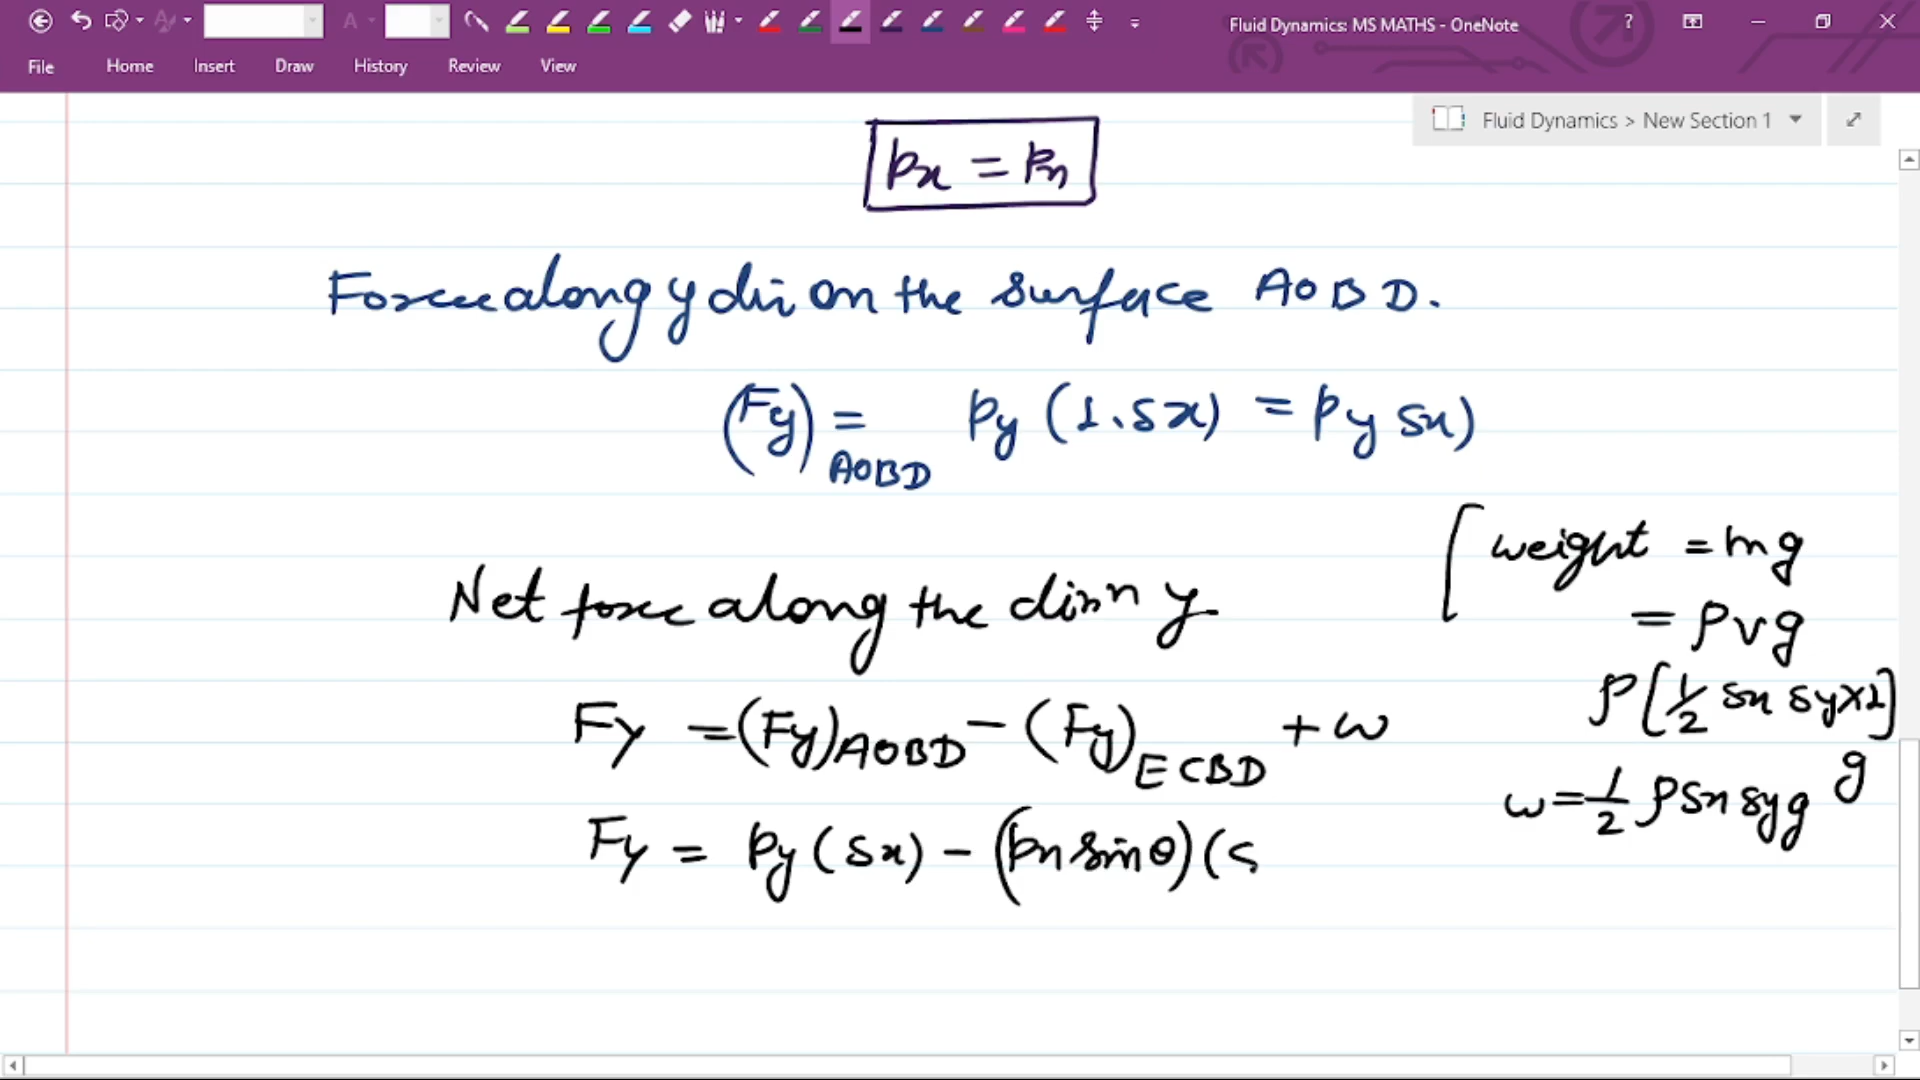 Fluid Dynamics: MS MATHS - OneNote
File Home Insert Draw History Review View
Fluid Dynamics > New Section 1
px = pn
Force along y dir on the surface AOBD.
(Fy)AOBD = py (1.δx) = py δx)
Net force along the dirn y.
[weight = mg
= ρvg
ρ[1/2 δx δy×1] g
w = 1/2 ρδx δy g
Fy = (Fy)AOBD - (Fy)ECBD + w
Fy = py (δx) - (pn sinθ)(s